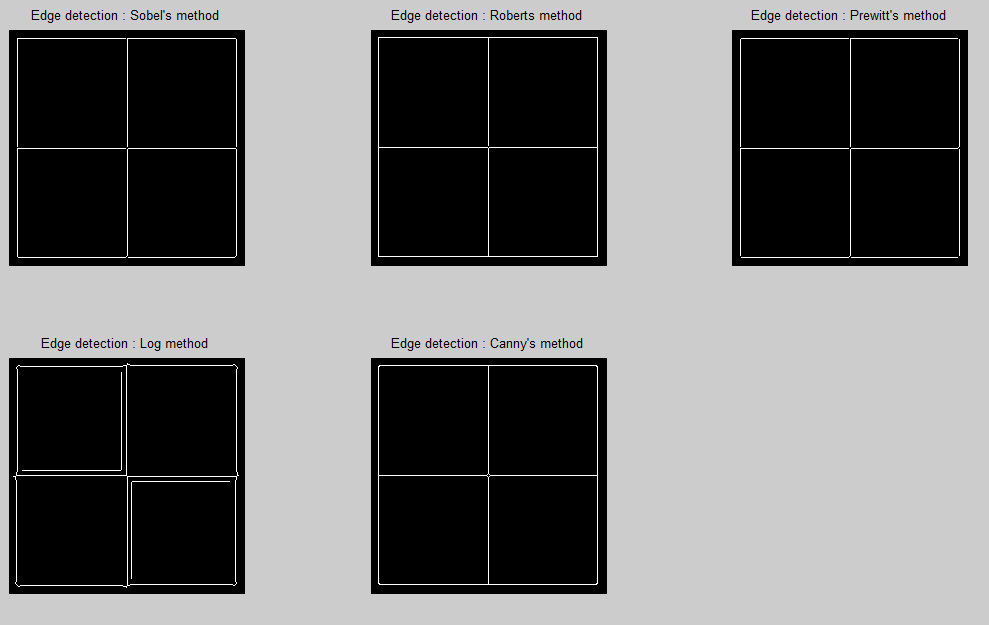 Edge detection : Sobel's method
Edge detection : Roberts method
Edge detection : Prewitt's method
Edge detection : Log method
Edge detection : Canny's method